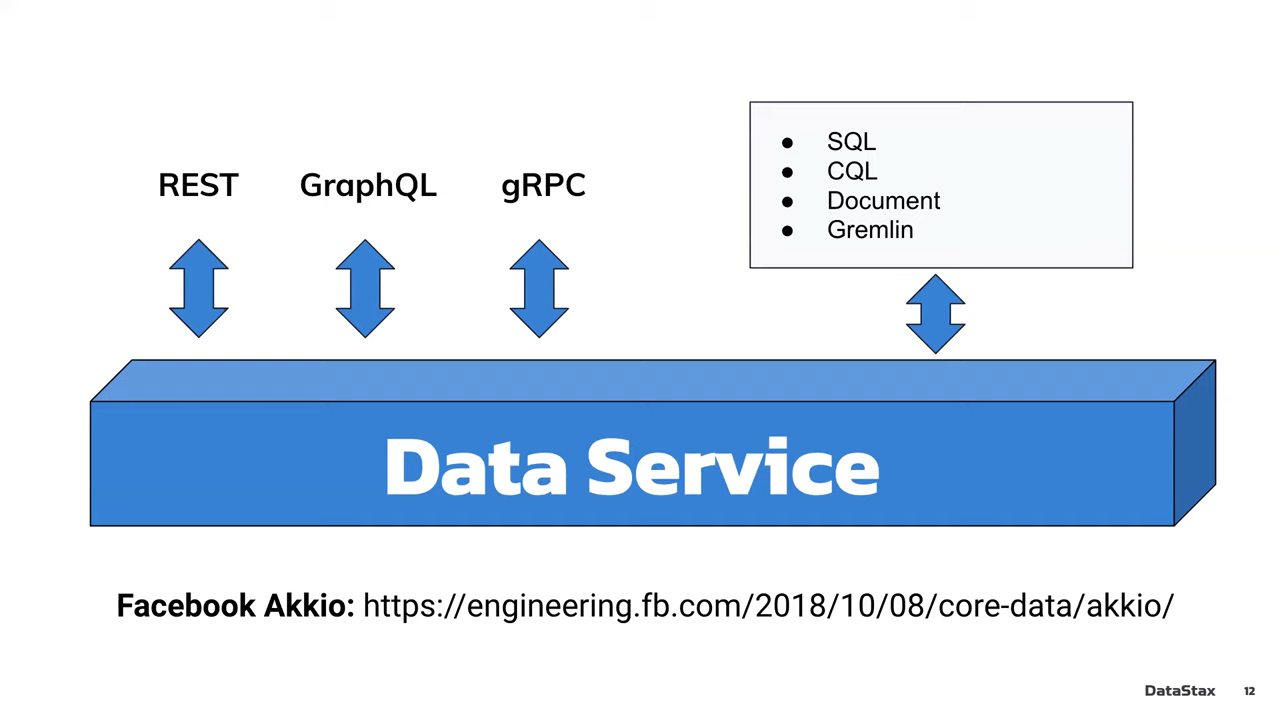 REST GraphQL gRPC
● SQL
● CQL
● Document
● Gremlin
Data Service
Facebook Akkio: https://engineering.fb.com/2018/10/08/core-data/akkio/
DataStax 12